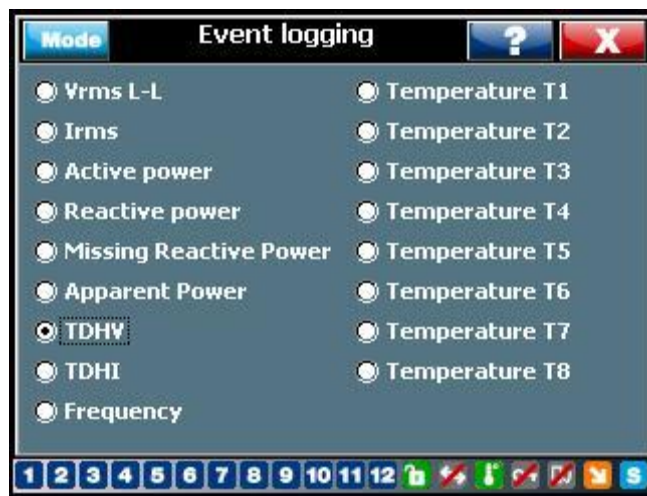 Mode Event logging ? X
Vrms L-L
Irms
Active power
Reactive power
Missing Reactive Power
Apparent Power
TDHV
TDHI
Frequency
Temperature T1
Temperature T2
Temperature T3
Temperature T4
Temperature T5
Temperature T6
Temperature T7
Temperature T8
1 2 3 4 5 6 7 8 9 10 11 12 S